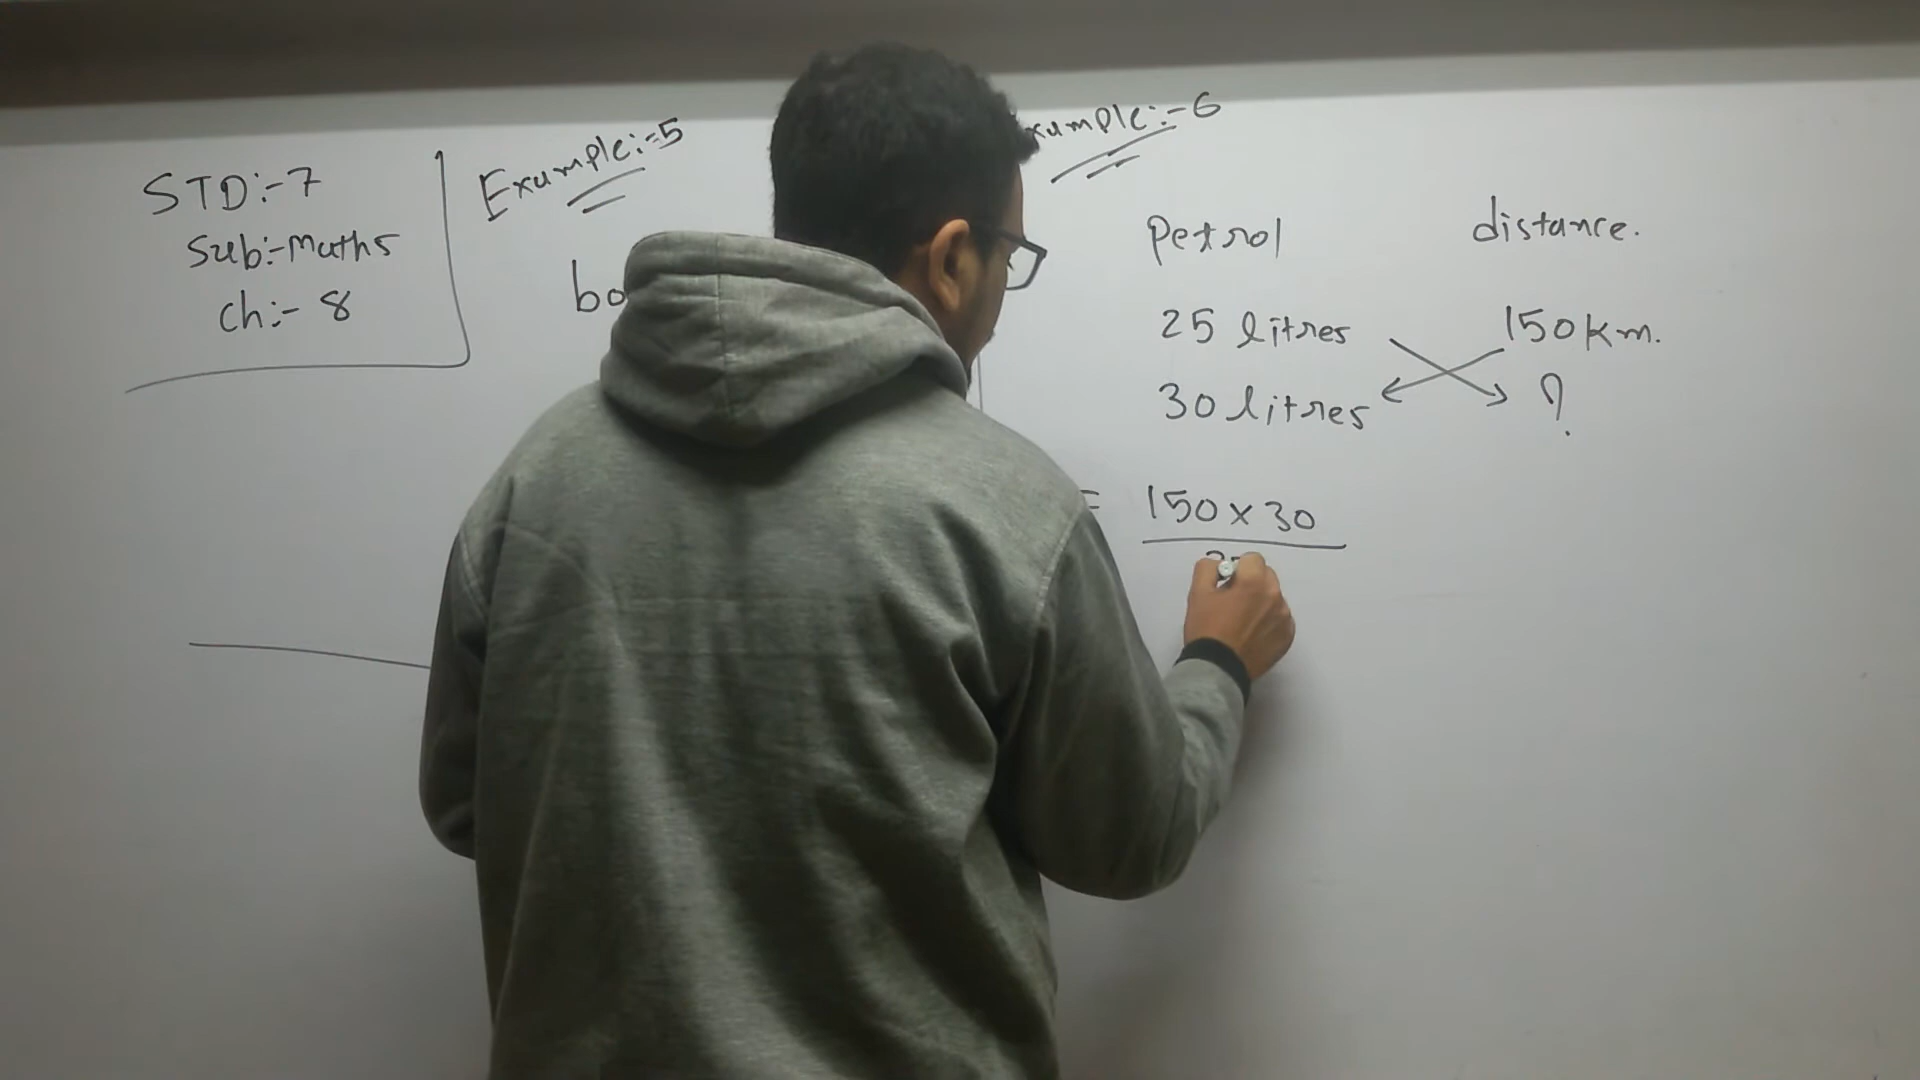 STD:-7
Sub:-Maths
Ch:- 8
Example:-5
bo
xample:-6
Petrol
distance.
25 litres
150 km.
30 litres
?
= 150 x 30